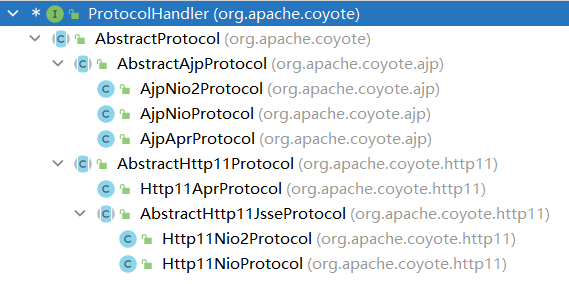 * ProtocolHandler (org.apache.coyote)
AbstractProtocol (org.apache.coyote)
AbstractAjpProtocol (org.apache.coyote.ajp)
AjpNio2Protocol (org.apache.coyote.ajp)
AjpNioProtocol (org.apache.coyote.ajp)
AjpAprProtocol (org.apache.coyote.ajp)
AbstractHttp11Protocol (org.apache.coyote.http11)
Http11AprProtocol (org.apache.coyote.http11)
AbstractHttp11JsseProtocol (org.apache.coyote.http11)
Http11Nio2Protocol (org.apache.coyote.http11)
Http11NioProtocol (org.apache.coyote.http11)